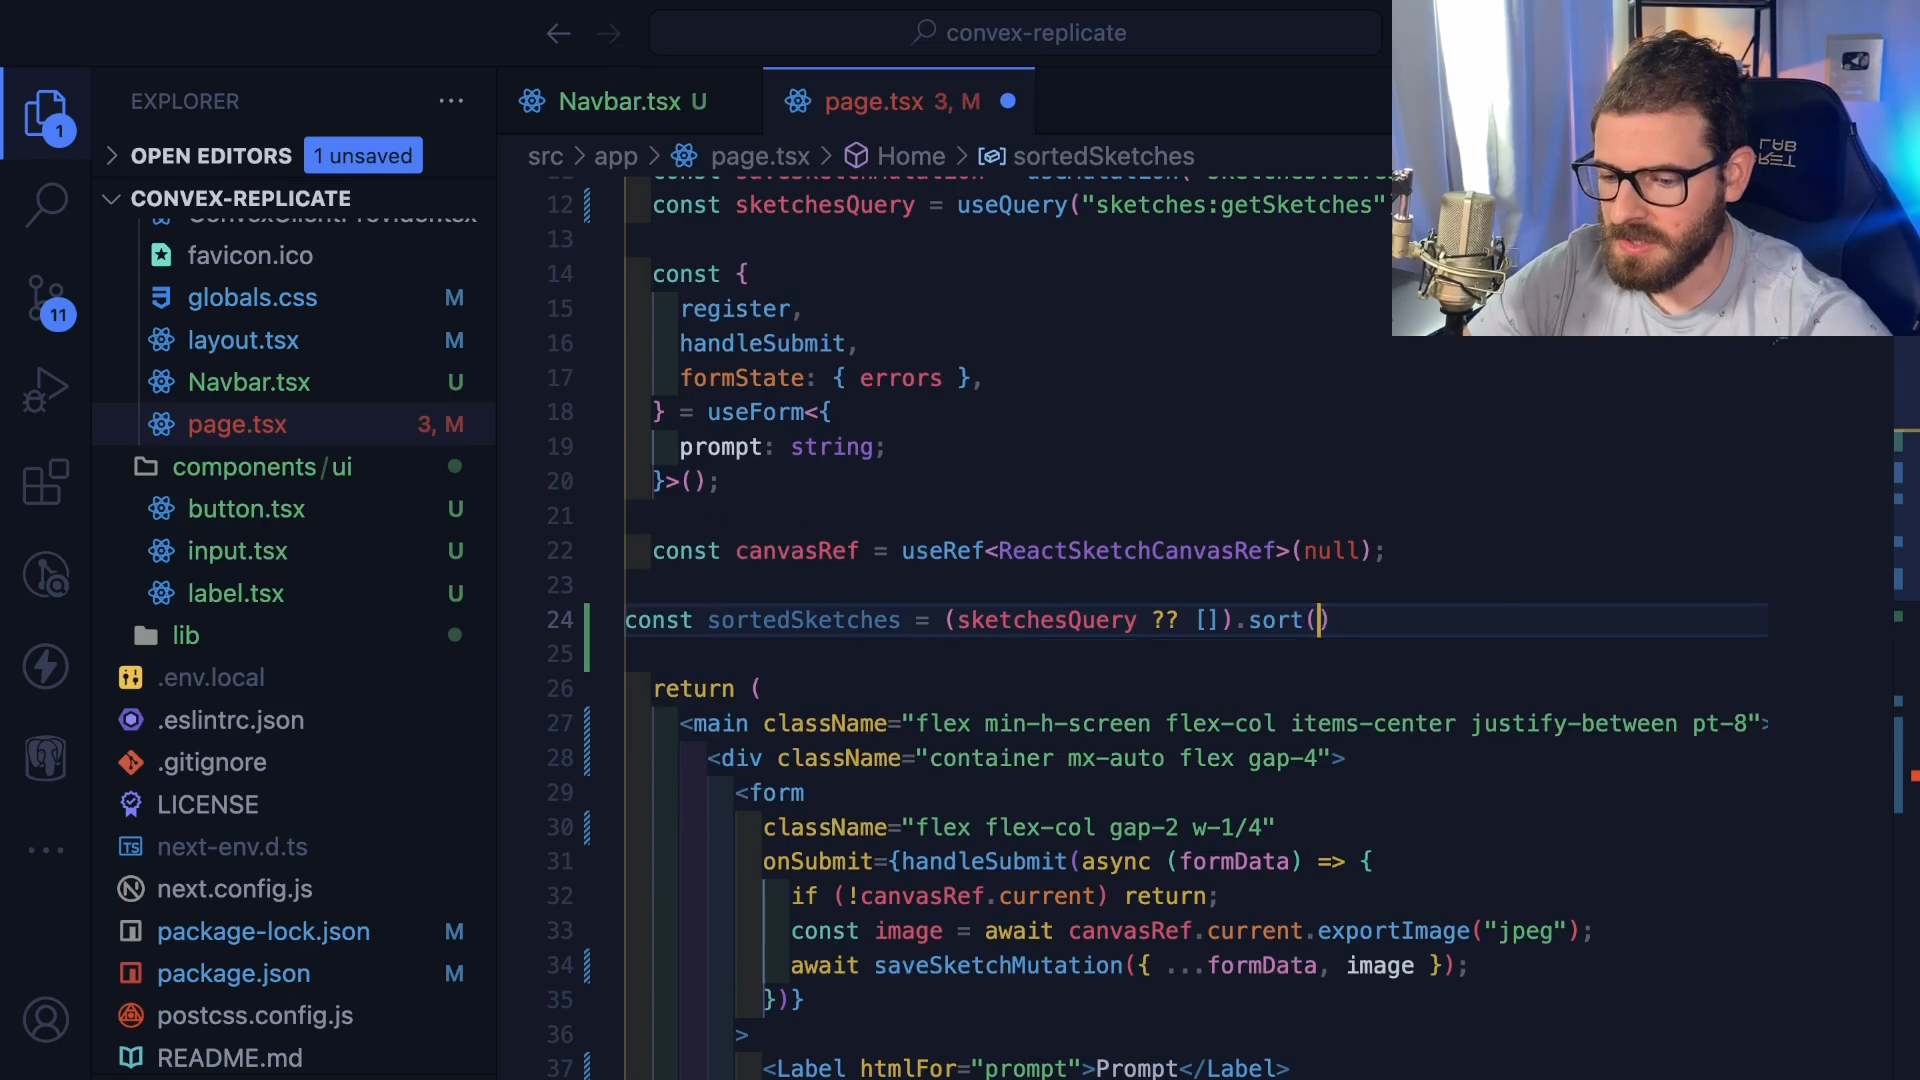 convex-replicate
EXPLORER
Navbar.tsx U
page.tsx 3, M
OPEN EDITORS
1 unsaved
src > app > page.tsx > Home > sortedSketches
CONVEX-REPLICATE
favicon.ico
globals.css M
layout.tsx M
Navbar.tsx U
page.tsx 3, M
components/ui
button.tsx U
input.tsx U
label.tsx U
lib
.env.local
.eslintrc.json
.gitignore
LICENSE
next-env.d.ts
next.config.js
package-lock.json M
package.json M
postcss.config.js
README.md
1
11
12 const sketchesQuery = useQuery("sketches:getSketches"
13
14 const {
15 register,
16 handleSubmit,
17 formState: { errors },
18 } = useForm<{
19 prompt: string;
20 }>();
21
22 const canvasRef = useRef<ReactSketchCanvasRef>(null);
23
24 const sortedSketches = (sketchesQuery ?? []).sort()
25
26 return (
27 <main className="flex min-h-screen flex-col items-center justify-between pt-8">
28 <div className="container mx-auto flex gap-4">
29 <form
30 className="flex flex-col gap-2 w-1/4"
31 onSubmit={handleSubmit(async (formData) => {
32 if (!canvasRef.current) return;
33 const image = await canvasRef.current.exportImage("jpeg");
34 await saveSketchMutation({ ...formData, image });
35 })}
36 >
37 <Label htmlFor="prompt">Prompt</Label>